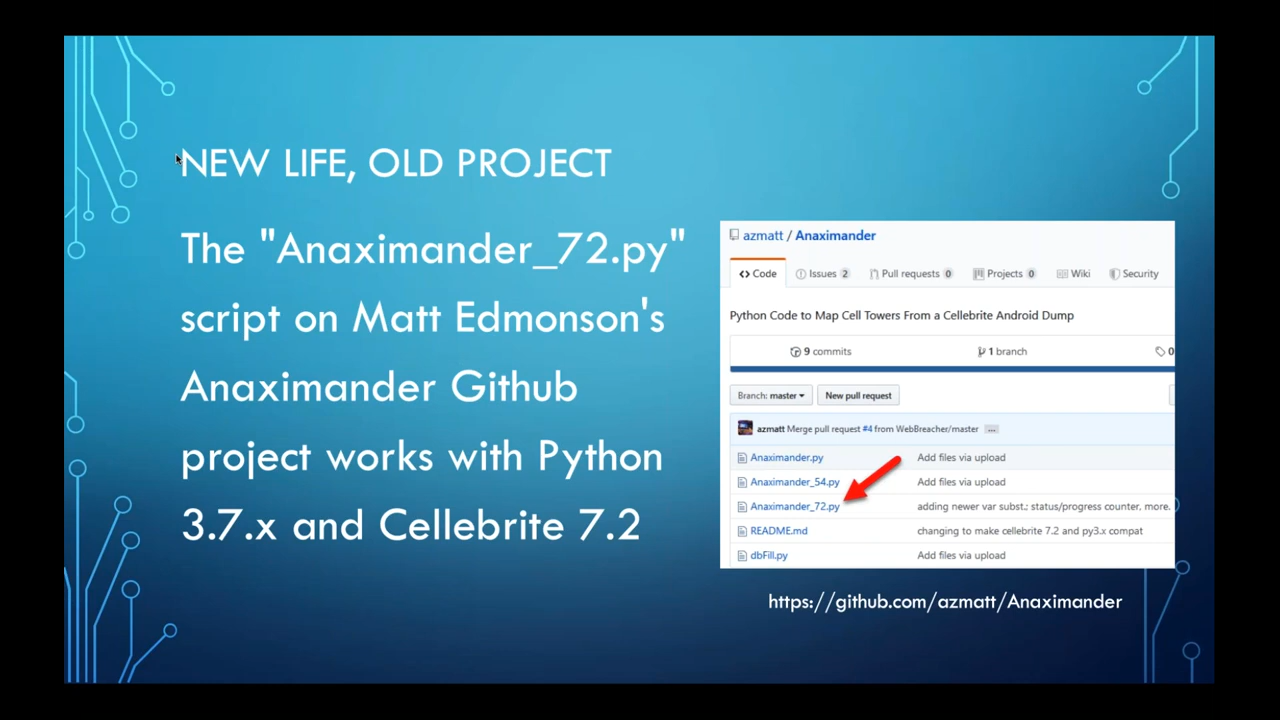 NEW LIFE, OLD PROJECT
The "Anaximander_72.py"
script on Matt Edmonson's
Anaximander Github
project works with Python
3.7.x and Cellebrite 7.2
azmatt / Anaximander
<> Code Issues 2 Pull requests 0 Projects 0 Wiki Security
Python Code to Map Cell Towers From a Cellebrite Android Dump
9 commits 1 branch 0
Branch: master New pull request
azmatt Merge pull request #4 from WebBreacher/master ...
Anaximander.py Add files via upload
Anaximander_54.py Add files via upload
Anaximander_72.py adding newer var subst.; status/progress counter, more.
README.md changing to make cellebrite 7.2 and py3.x compat
dbFill.py Add files via upload
https://github.com/azmatt/Anaximander